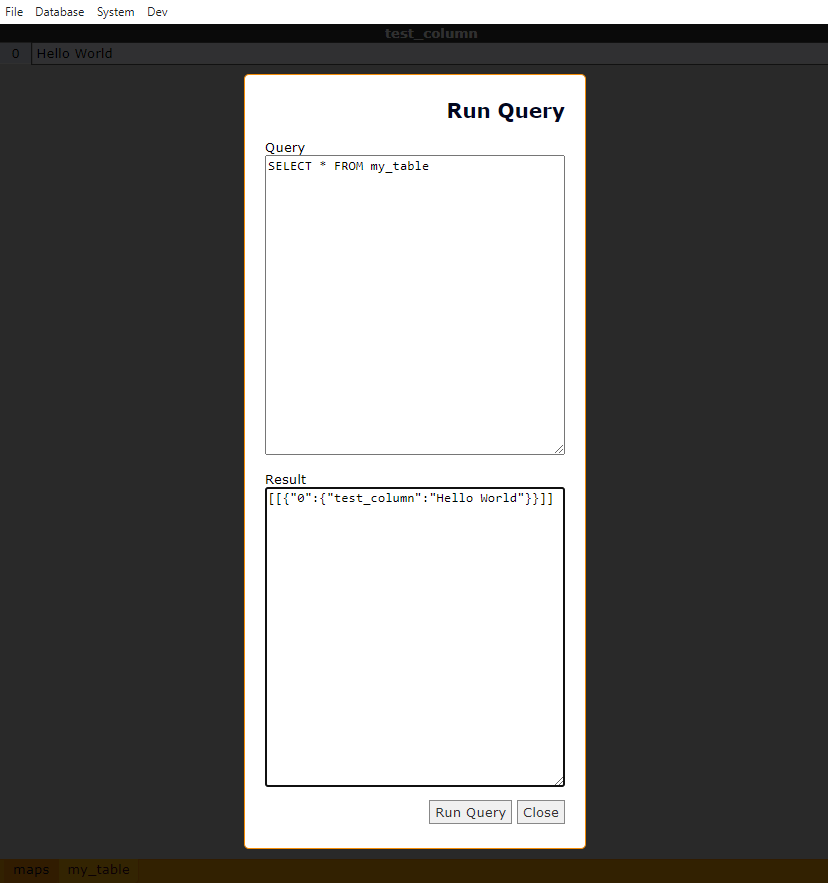 File Database System Dev
test_column
0 Hello World
Run Query
Query
SELECT * FROM my_table
Result
[[{"0":{"test_column":"Hello World"}}]]
Run Query Close
maps my_table